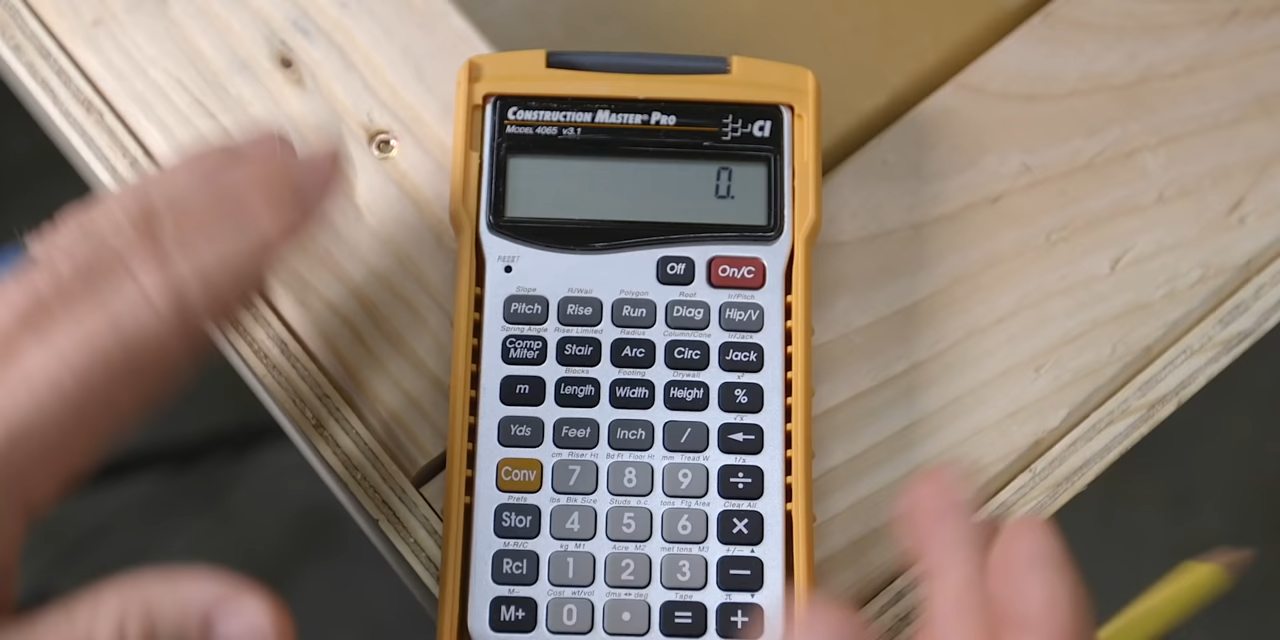 CONSTRUCTION MASTER® PRO
MODEL 4065 v3.1
CI
0.
RESET
Off On/C
Slope R/Wall Polygon Roof Ir/Pitch
Pitch Rise Run Diag Hip/V
Spring Angle Riser Limited Radius Column/Cone Ir/Jack
Comp Miter Stair Arc Circ Jack
Blocks Footing Drywall x²
m Length Width Height %
√x
Yds Feet Inch / ←
cm Riser Ht Bd Ft Floor Ht mm Tread W 1/x
Conv 7 8 9 ÷
Prefs lbs Blk Size Studs o.c. tons Ftg Area Clear All
Stor 4 5 6 ×
M-R/C kg M1 Acre M2 met tons M3 +/− ▲
Rcl 1 2 3 −
M- Cost wt/vol dms ◄► deg Tape π ▼
M+ 0 • = +